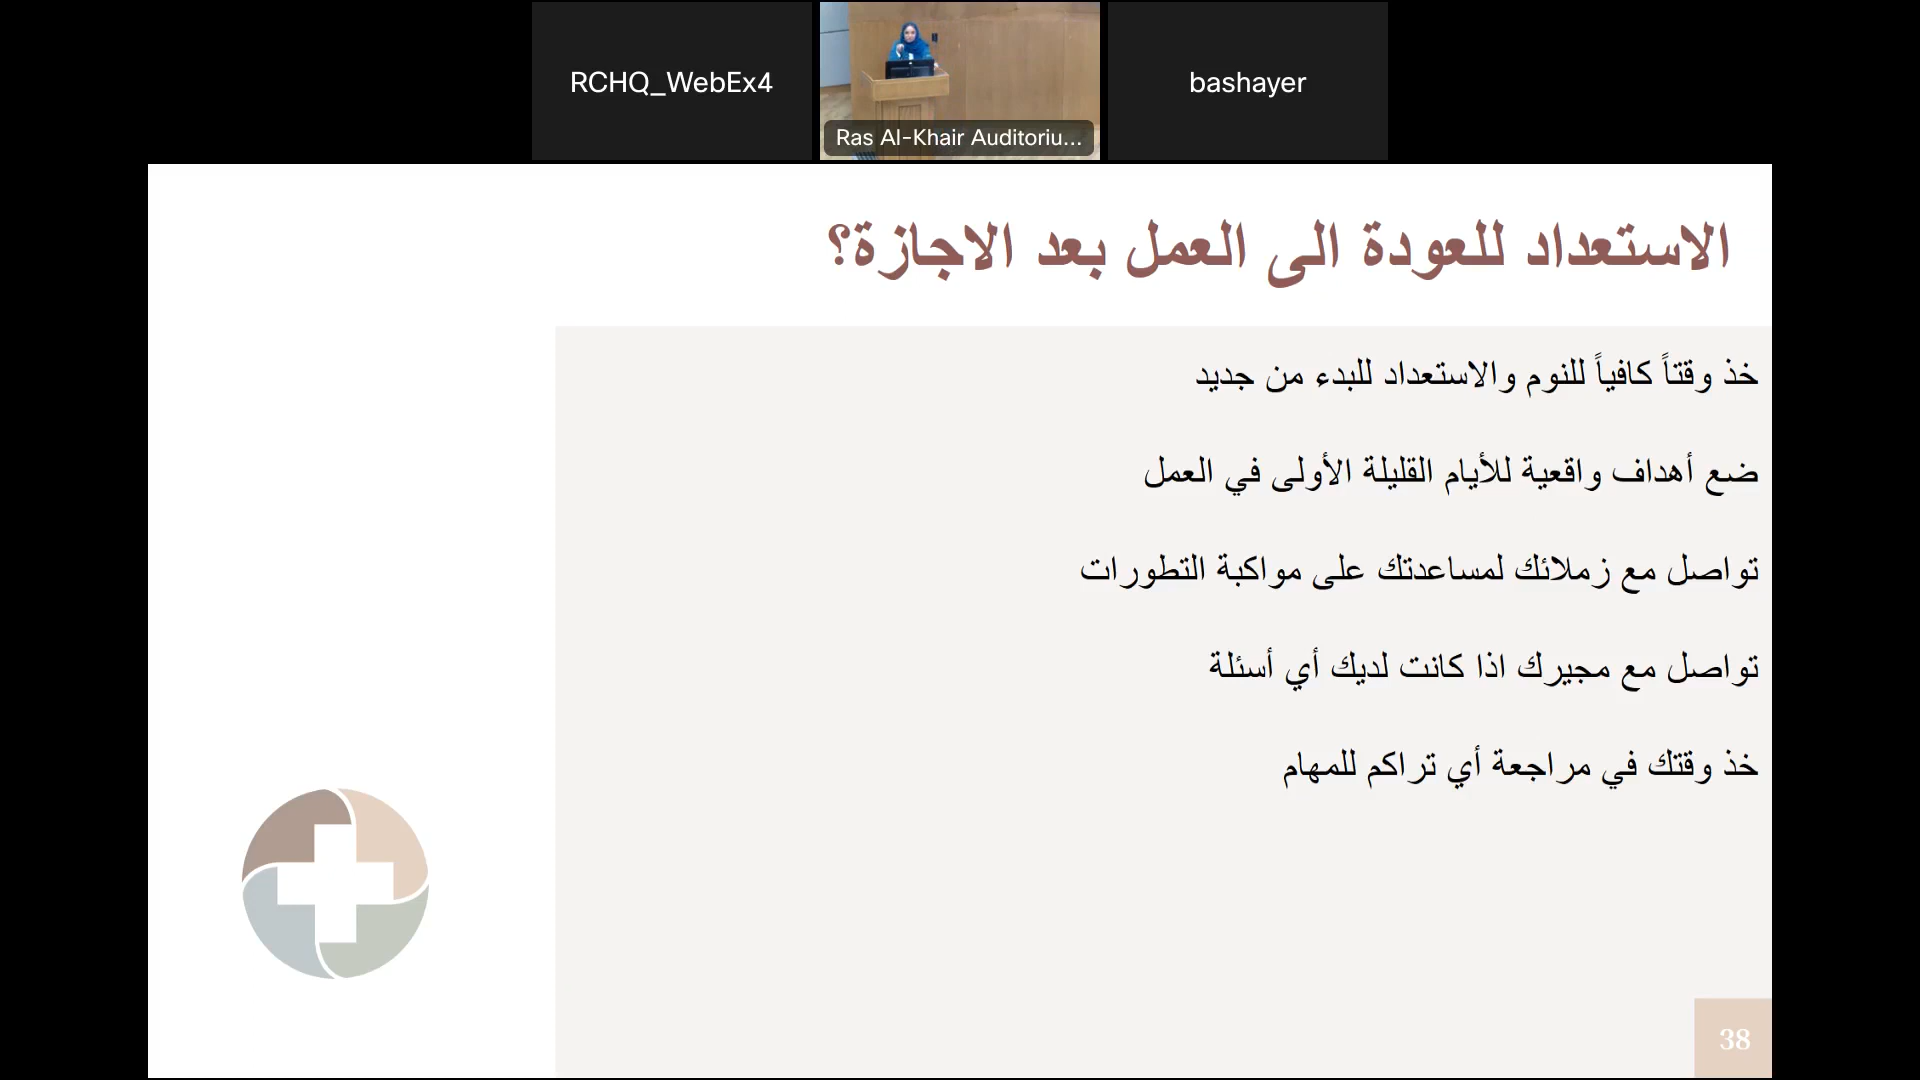 RCHQ_WebEx4
Ras Al-Khair Auditoriu...
bashayer
الاستعداد للعودة الى العمل بعد الاجازة؟
خذ وقتاً كافياً للنوم والاستعداد للبدء من جديد
ضع أهداف واقعية للأيام القليلة الأولى في العمل
تواصل مع زملائك لمساعدتك على مواكبة التطورات
تواصل مع مجيرك اذا كانت لديك أي أسئلة
خذ وقتك في مراجعة أي تراكم للمهام
38